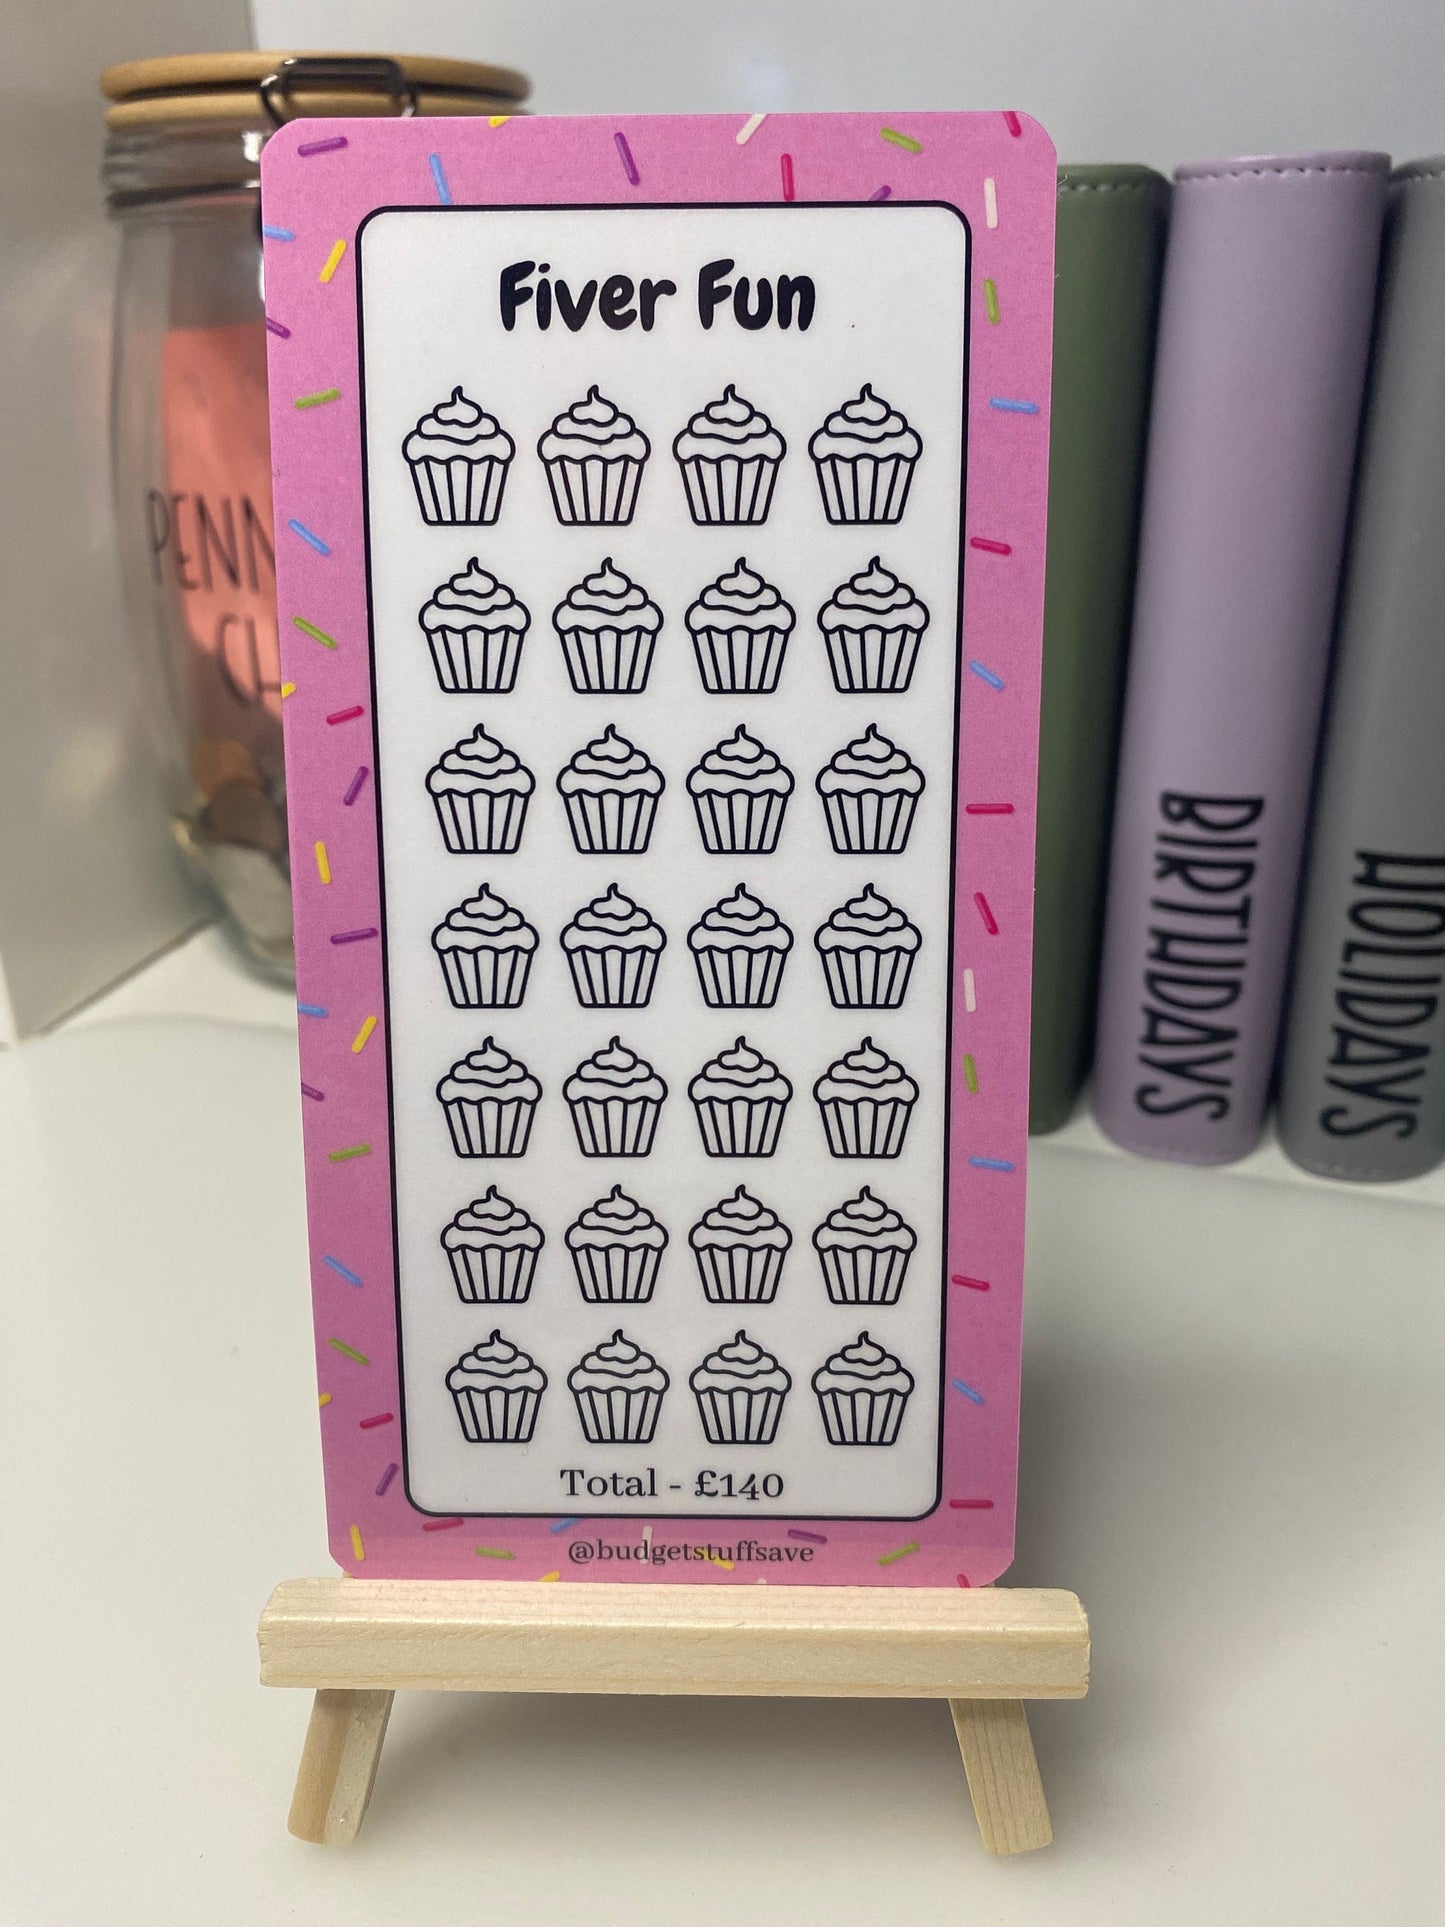 Fiver Fun
Total - £140
@budgetstuffsave
BIRTHDAYS
HOLIDAYS